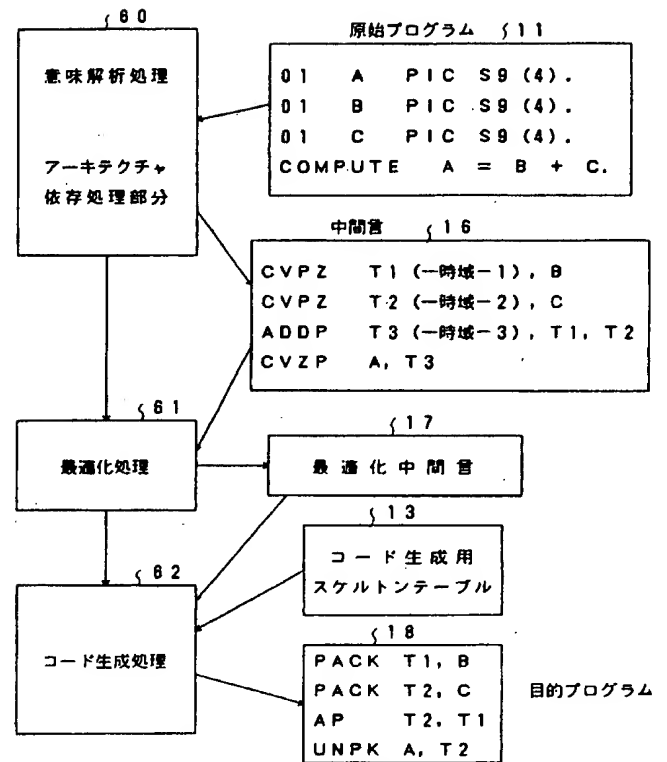 60
意味解析処理
アーキテクチャ
依存処理部分
原始プログラム 11
01 A PIC S9(4).
01 B PIC S9(4).
01 C PIC S9(4).
COMPUTE A = B + C.
中間言 16
CVPZ T1(一時域-1), B
CVPZ T2(一時域-2), C
ADDP T3(一時域-3), T1, T2
CVZP A, T3
61
最適化処理
17
最適化中間言
13
コード生成用
スケルトンテーブル
62
コード生成処理
18
PACK T1, B
PACK T2, C
AP T2, T1
UNPK A, T2
目的プログラム